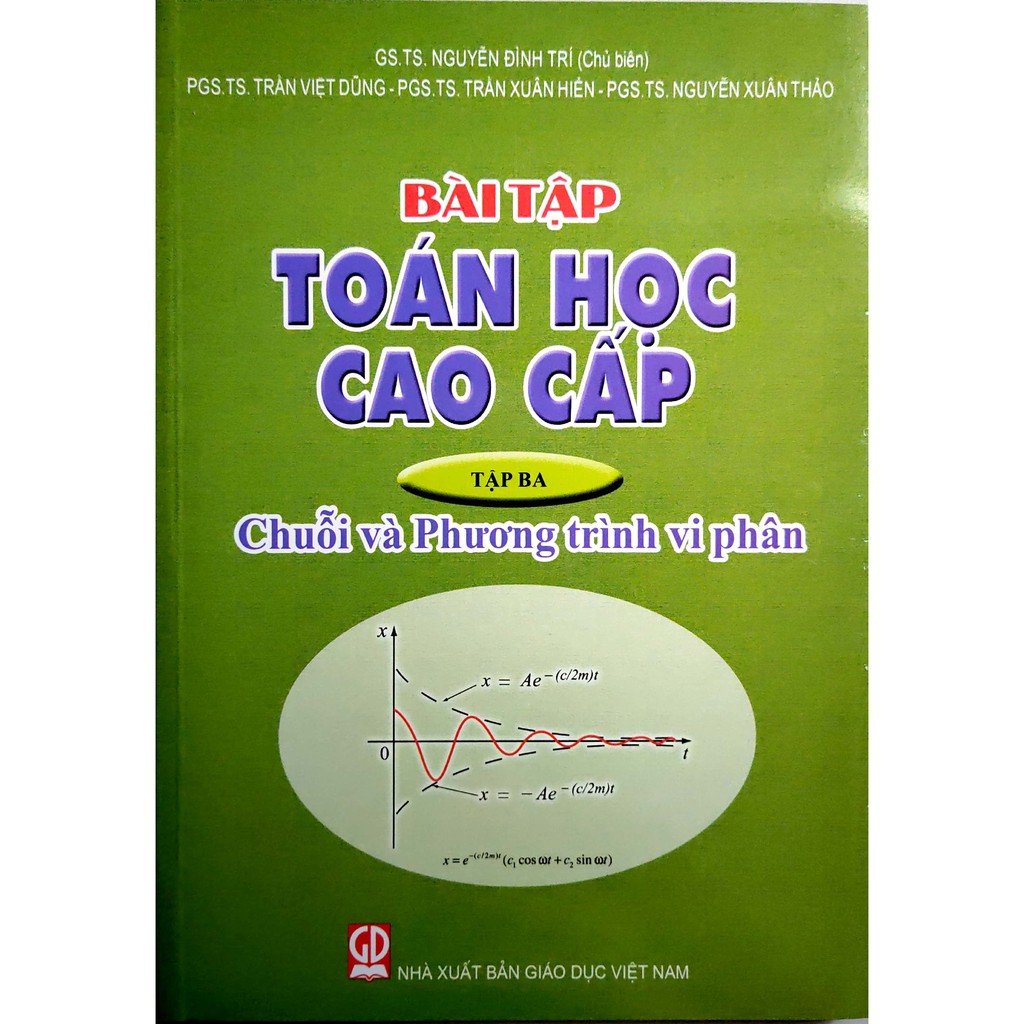 GS.TS. NGUYỄN ĐÌNH TRÍ (Chủ biên)
PGS.TS. TRẦN VIỆT DŨNG - PGS.TS. TRẦN XUÂN HIỂN - PGS.TS. NGUYỄN XUÂN THẢO
BÀI TẬP
TOÁN HỌC
CAO CẤP
TẬP BA
Chuỗi và Phương trình vi phân
x
x = Ae^-(c/2m)t
0
t
x = -Ae^-(c/2m)t
x = e^-(c/2m)t (c₁ cos ωt + c₂ sin ωt)
GD
NHÀ XUẤT BẢN GIÁO DỤC VIỆT NAM